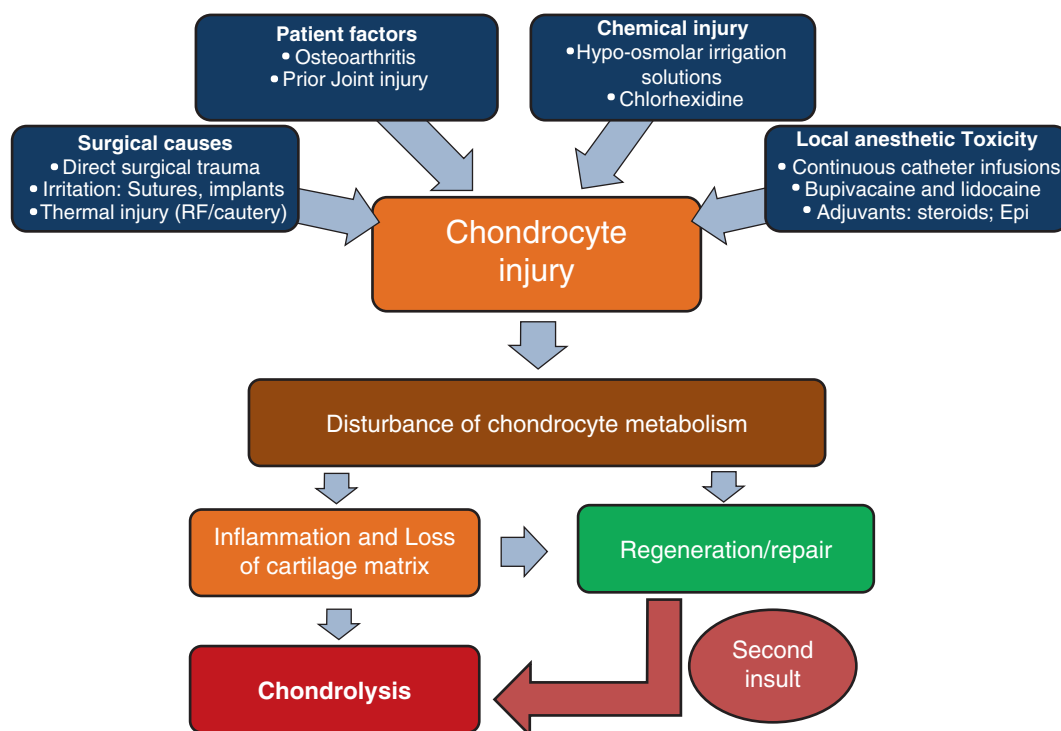 Patient factors
• Osteoarthritis
• Prior Joint injury
Chemical injury
• Hypo-osmolar irrigation
solutions
• Chlorhexidine
Surgical causes
• Direct surgical trauma
• Irritation: Sutures, implants
• Thermal injury (RF/cautery)
Local anesthetic Toxicity
• Continuous catheter infusions
• Bupivacaine and lidocaine
• Adjuvants: steroids; Epi
Chondrocyte
injury
Disturbance of chondrocyte metabolism
Inflammation and Loss
of cartilage matrix
Regeneration/repair
Chondrolysis
Second
insult